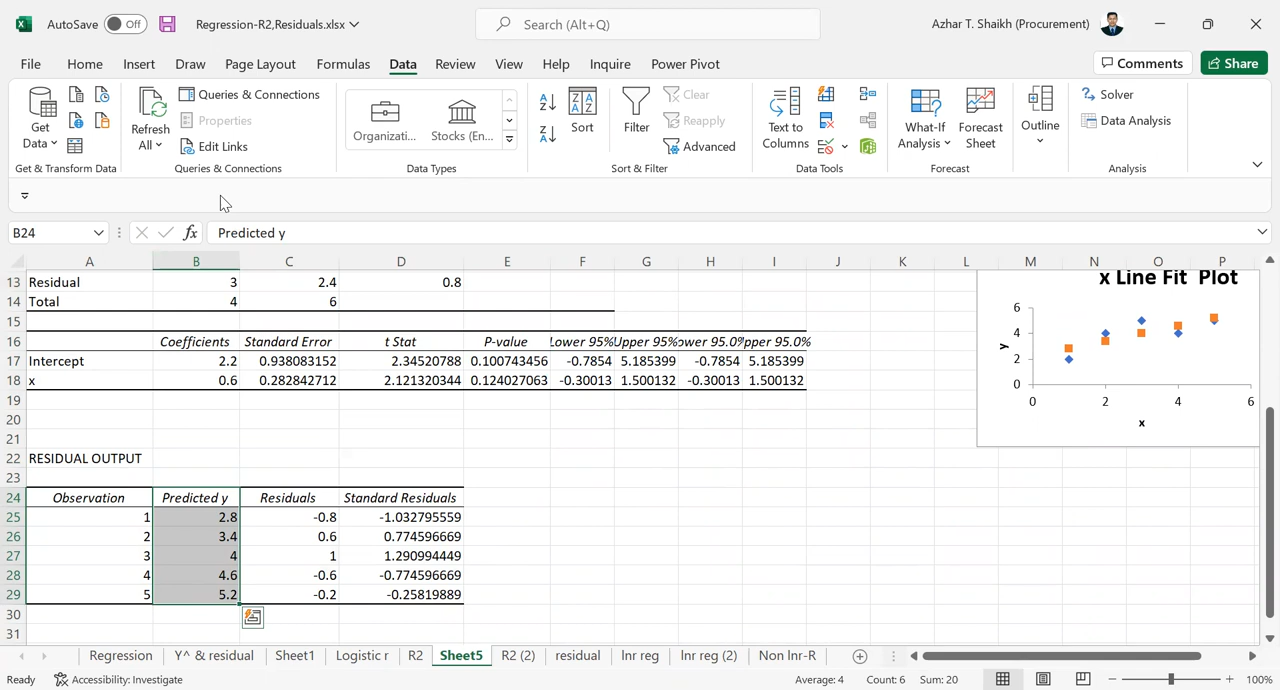 AutoSave Off Regression-R2,Residuals.xlsx Search (Alt+Q) Azhar T. Shaikh (Procurement)
File Home Insert Draw Page Layout Formulas Data Review View Help Inquire Power Pivot Comments Share
Get Data
Refresh All
Queries & Connections
Properties
Edit Links
Organizati... Stocks (En...
Sort
Filter
Clear
Reapply
Advanced
Text to Columns
What-If Analysis
Forecast Sheet
Outline
Solver
Data Analysis
Get & Transform Data Queries & Connections Data Types Sort & Filter Data Tools Forecast Analysis
B24 fx Predicted y
A B C D E F G H I J K L M N O P
13 Residual 3 2.4 0.8
14 Total 4 6
15
16 Coefficients Standard Error t Stat P-value Lower 95% Upper 95% ower 95.0% pper 95.0%
17 Intercept 2.2 0.938083152 2.34520788 0.100743456 -0.7854 5.185399 -0.7854 5.185399
18 x 0.6 0.282842712 2.121320344 0.124027063 -0.30013 1.500132 -0.30013 1.500132
19
20
21
22 RESIDUAL OUTPUT
23
24 Observation Predicted y Residuals Standard Residuals
25 1 2.8 -0.8 -1.032795559
26 2 3.4 0.6 0.774596669
27 3 4 1 1.290994449
28 4 4.6 -0.6 -0.774596669
29 5 5.2 -0.2 -0.25819889
30
31
x Line Fit Plot
6
4
2
0
y
0 2 4 6
x
Regression Y^ & residual Sheet1 Logistic r R2 Sheet5 R2 (2) residual lnr reg lnr reg (2) Non lnr-R
Ready Accessibility: Investigate Average: 4 Count: 6 Sum: 20 100%